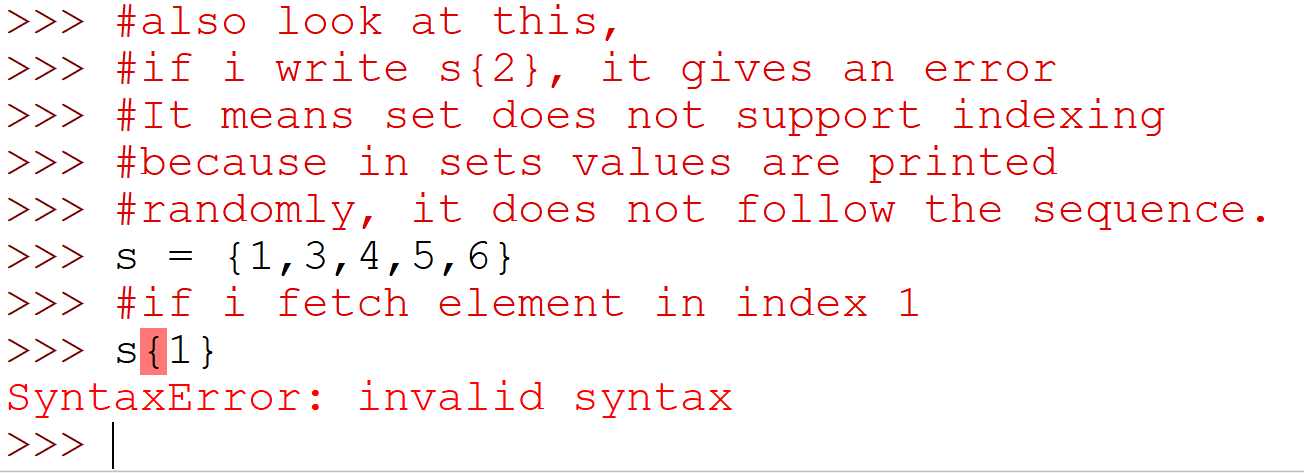 >>> #also look at this,
>>> #if i write s{2}, it gives an error
>>> #It means set does not support indexing
>>> #because in sets values are printed
>>> #randomly, it does not follow the sequence.
>>> s = {1,3,4,5,6}
>>> #if i fetch element in index 1
>>> s{1}
SyntaxError: invalid syntax
>>>